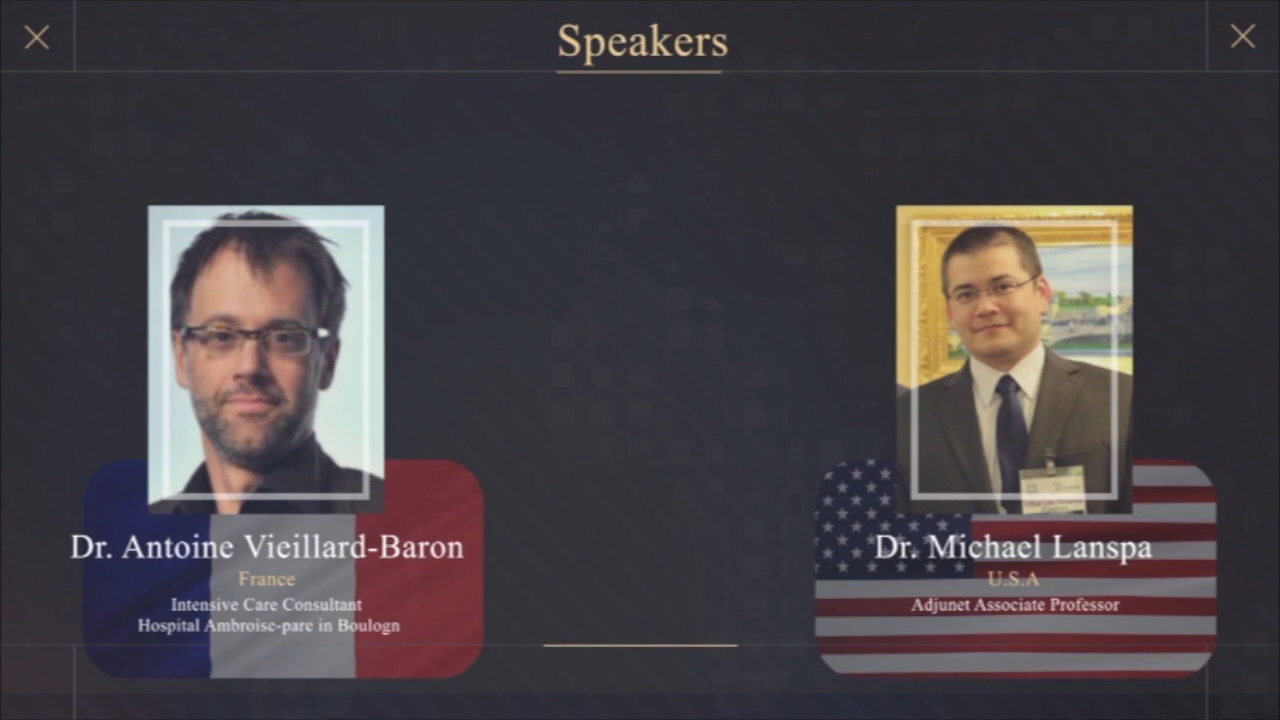 Speakers
Dr. Antoine Vieillard-Baron
France
Intensive Care Consultant
Hospital Ambroise-pare in Boulogn
Dr. Michael Lanspa
U.S.A
Adjunet Associate Professor